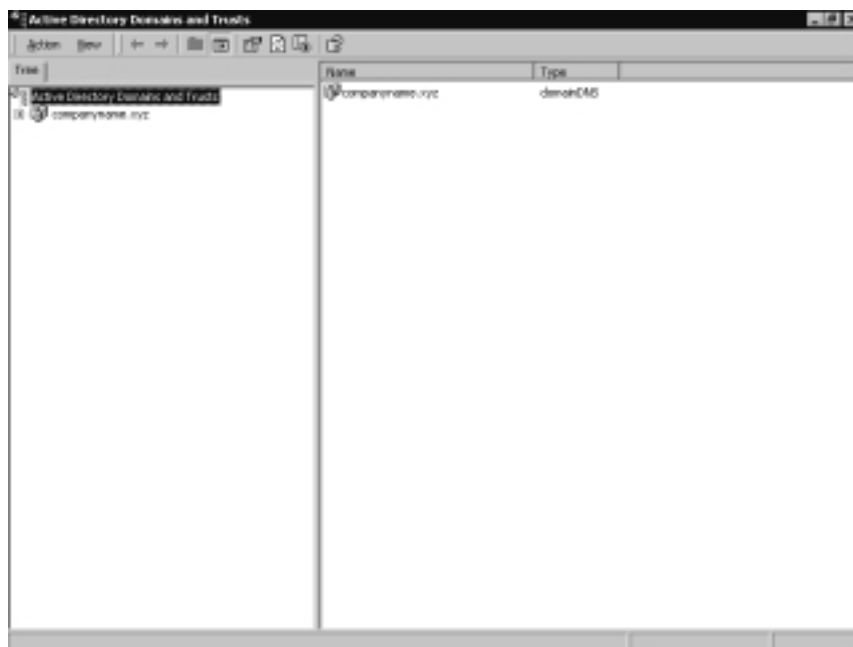 Active Directory Domains and Trusts
Action View
Tree
Name Type
Active Directory Domains and Trusts
companyname.xyz domainDNS
companyname.xyz